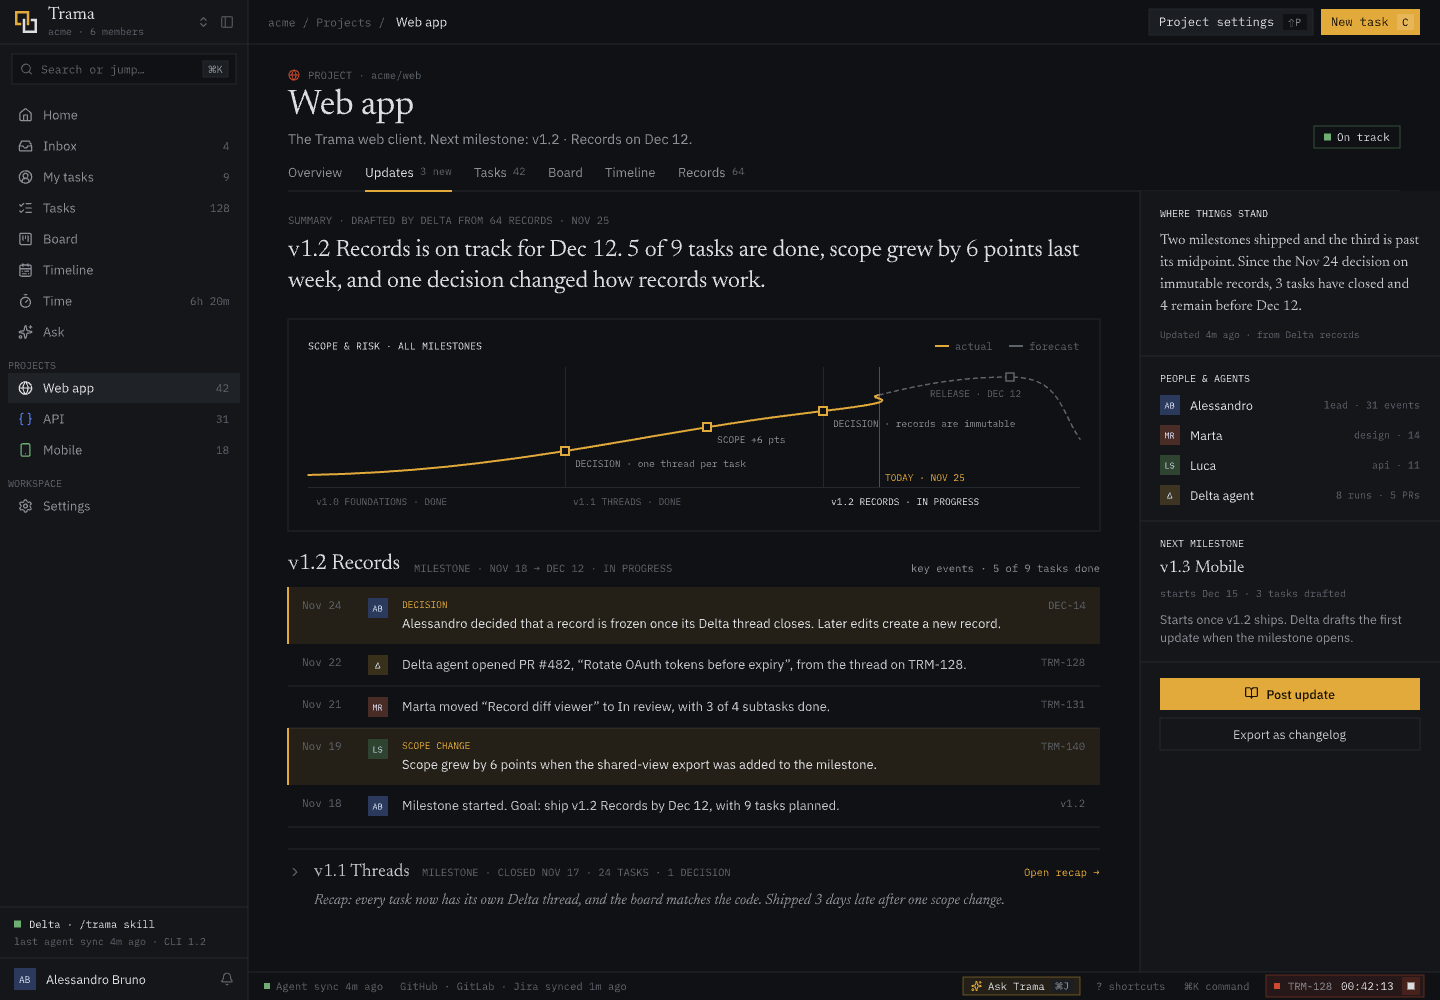 Trama
acme · 6 members
Search or jump… ⌘K
Home
Inbox 4
My tasks 9
Tasks 128
Board
Timeline
Time 6h 20m
Ask
PROJECTS
Web app 42
API 31
Mobile 18
WORKSPACE
Settings
Delta · /trama skill
last agent sync 4m ago · CLI 1.2
AB Alessandro Bruno
acme / Projects / Web app
Project settings ⇧P
New task C
PROJECT · acme/web
Web app
The Trama web client. Next milestone: v1.2 · Records on Dec 12.
On track
Overview Updates 3 new Tasks 42 Board Timeline Records 64
SUMMARY · DRAFTED BY DELTA FROM 64 RECORDS · NOV 25
v1.2 Records is on track for Dec 12. 5 of 9 tasks are done, scope grew by 6 points last
week, and one decision changed how records work.
SCOPE & RISK · ALL MILESTONES
actual forecast
RELEASE · DEC 12
DECISION · records are immutable
SCOPE +6 pts
DECISION · one thread per task
TODAY · NOV 25
v1.0 FOUNDATIONS · DONE
v1.1 THREADS · DONE
v1.2 RECORDS · IN PROGRESS
v1.2 Records MILESTONE · NOV 18 → DEC 12 · IN PROGRESS key events · 5 of 9 tasks done
Nov 24 AB DECISION DEC-14
Alessandro decided that a record is frozen once its Delta thread closes. Later edits create a new record.
Nov 22 Δ Delta agent opened PR #482, “Rotate OAuth tokens before expiry”, from the thread on TRM-128. TRM-128
Nov 21 MR Marta moved “Record diff viewer” to In review, with 3 of 4 subtasks done. TRM-131
Nov 19 LS SCOPE CHANGE TRM-140
Scope grew by 6 points when the shared-view export was added to the milestone.
Nov 18 AB Milestone started. Goal: ship v1.2 Records by Dec 12, with 9 tasks planned. v1.2
v1.1 Threads MILESTONE · CLOSED NOV 17 · 24 TASKS · 1 DECISION Open recap →
Recap: every task now has its own Delta thread, and the board matches the code. Shipped 3 days late after one scope change.
WHERE THINGS STAND
Two milestones shipped and the third is past
its midpoint. Since the Nov 24 decision on
immutable records, 3 tasks have closed and
4 remain before Dec 12.
Updated 4m ago · from Delta records
PEOPLE & AGENTS
AB Alessandro lead · 31 events
MR Marta design · 14
LS Luca api · 11
Δ Delta agent 8 runs · 5 PRs
NEXT MILESTONE
v1.3 Mobile
starts Dec 15 · 3 tasks drafted
Starts once v1.2 ships. Delta drafts the first
update when the milestone opens.
Post update
Export as changelog
Agent sync 4m ago GitHub · GitLab · Jira synced 1m ago
Ask Trama ⌘J
? shortcuts
⌘K command
TRM-128 00:42:13